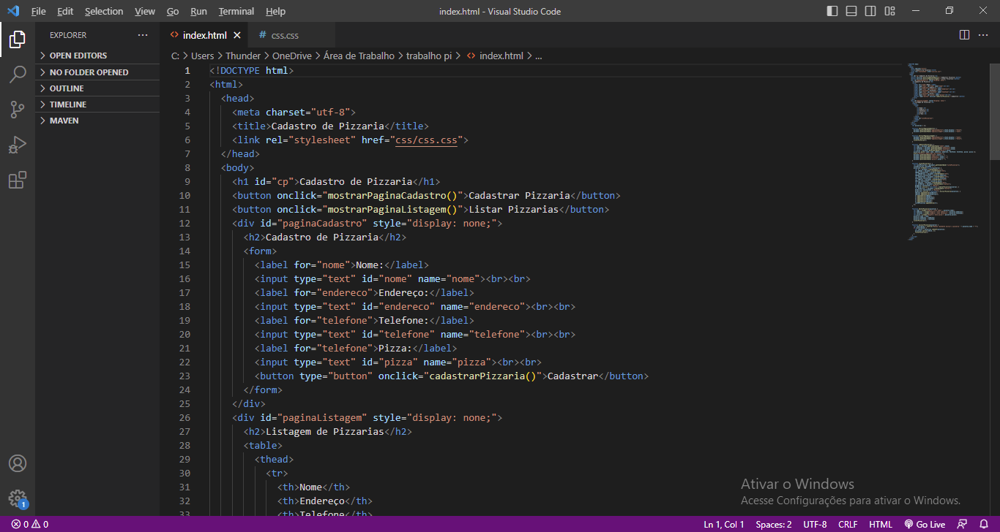 File Edit Selection View Go Run Terminal Help
index.html - Visual Studio Code
EXPLORER
OPEN EDITORS
NO FOLDER OPENED
OUTLINE
TIMELINE
MAVEN
index.html
css.css
C: > Users > Thunder > OneDrive > Área de Trabalho > trabalho pi > index.html > ...
1 <!DOCTYPE html>
2 <html>
3 <head>
4 <meta charset="utf-8">
5 <title>Cadastro de Pizzaria</title>
6 <link rel="stylesheet" href="css/css.css">
7 </head>
8 <body>
9 <h1 id="cp">Cadastro de Pizzaria</h1>
10 <button onclick="mostrarPaginaCadastro()">Cadastrar Pizzaria</button>
11 <button onclick="mostrarPaginaListagem()">Listar Pizzarias</button>
12 <div id="paginaCadastro" style="display: none;">
13 <h2>Cadastro de Pizzaria</h2>
14 <form>
15 <label for="nome">Nome:</label>
16 <input type="text" id="nome" name="nome"><br><br>
17 <label for="endereco">Endereço:</label>
18 <input type="text" id="endereco" name="endereco"><br><br>
19 <label for="telefone">Telefone:</label>
20 <input type="text" id="telefone" name="telefone"><br><br>
21 <label for="telefone">Pizza:</label>
22 <input type="text" id="pizza" name="pizza"><br><br>
23 <button type="button" onclick="cadastrarPizzaria()">Cadastrar</button>
24 </form>
25 </div>
26 <div id="paginaListagem" style="display: none;">
27 <h2>Listagem de Pizzarias</h2>
28 <table>
29 <thead>
30 <tr>
31 <th>Nome</th>
32 <th>Endereço</th>
33 <th>Telefone</th>
Ativar o Windows
Acesse Configurações para ativar o Windows.
1
0 0
Ln 1, Col 1 Spaces: 2 UTF-8 CRLF HTML Go Live